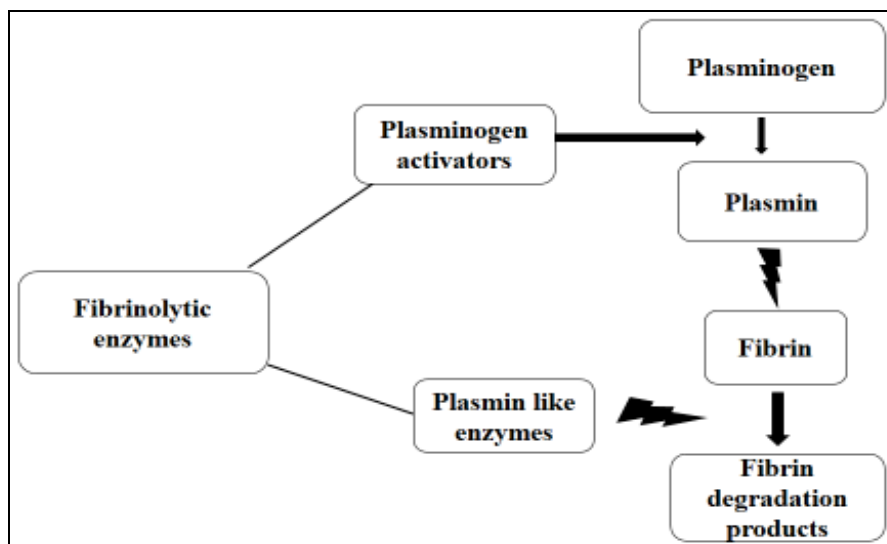 Plasminogen
Plasminogen
activators
Plasmin
Fibrinolytic
enzymes
Fibrin
Plasmin like
enzymes
Fibrin
degradation
products